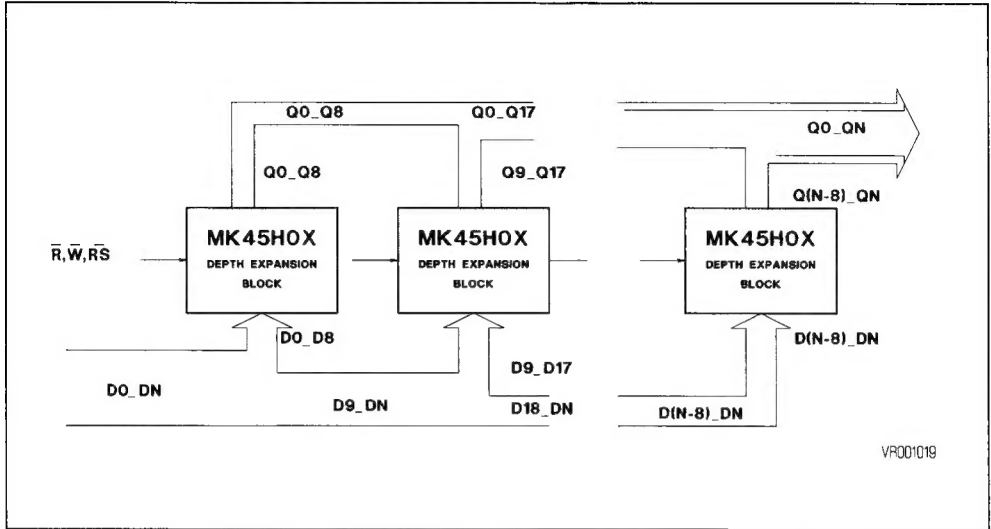 Q0_Q8
Q0_Q17
Q0_QN
Q0_Q8
Q9_Q17
Q(N-8)_QN
R̅,W̅,R̅S̅
MK45H0X
DEPTH EXPANSION
BLOCK
MK45H0X
DEPTH EXPANSION
BLOCK
MK45H0X
DEPTH EXPANSION
BLOCK
D0_D8
D(N-8)_DN
D9_D17
D0_DN
D9_DN
D18_DN
D(N-8)_DN
VR001019